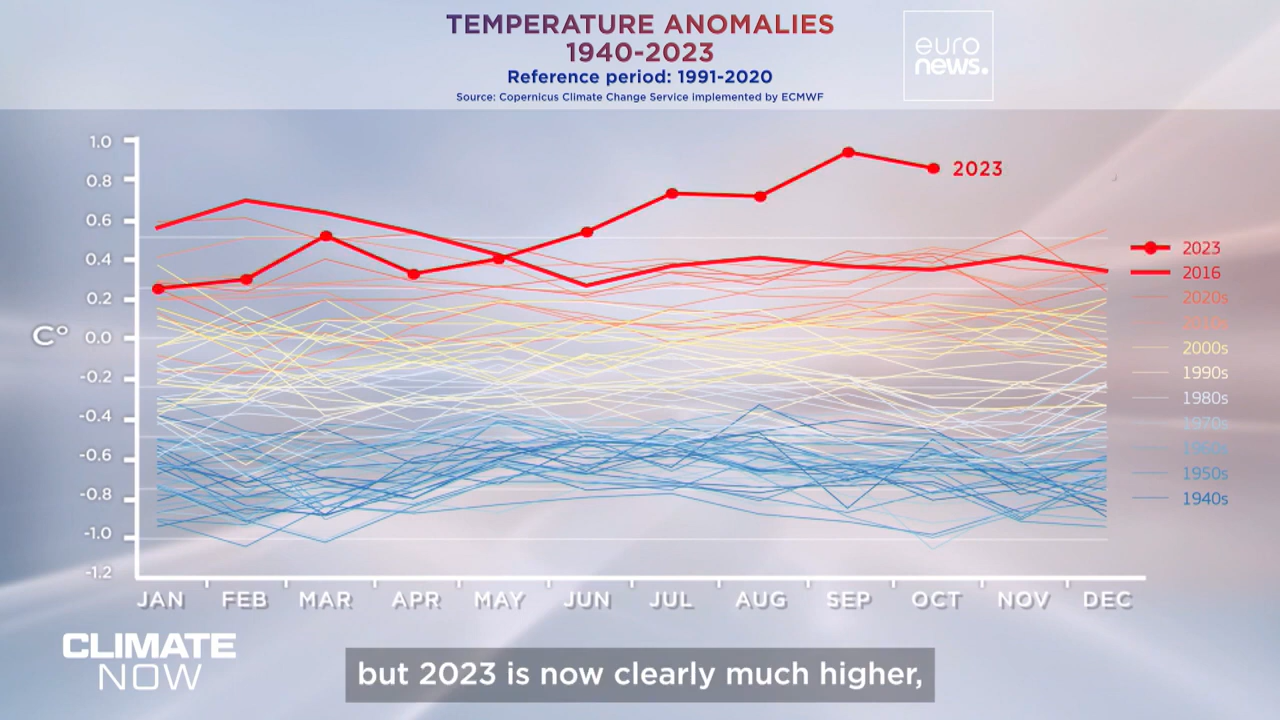 TEMPERATURE ANOMALIES
1940-2023
Reference period: 1991-2020
Source: Copernicus Climate Change Service implemented by ECMWF
euro
news.
1.0
0.8
0.6
0.4
0.2
0.0
-0.2
-0.4
-0.6
-0.8
-1.0
-1.2
C°
2023
2023
2016
2020s
2010s
2000s
1990s
1980s
1970s
1960s
1950s
1940s
JAN FEB MAR APR MAY JUN JUL AUG SEP OCT NOV DEC
CLIMATE
NOW
but 2023 is now clearly much higher,